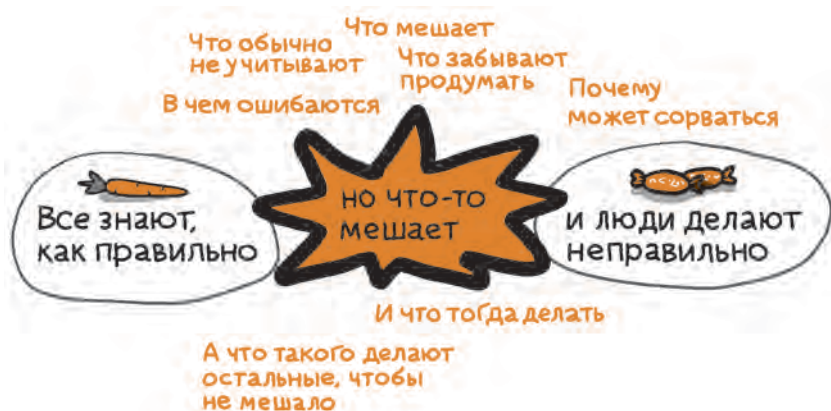 Что мешает
Что обычно
не учитывают
Что забывают
продумать
В чем ошибаются
Почему
может сорваться
Все знают,
как правильно
но что-то
мешает
и люди делают
неправильно
И что тогда делать
А что такого делают
остальные, чтобы
не мешало